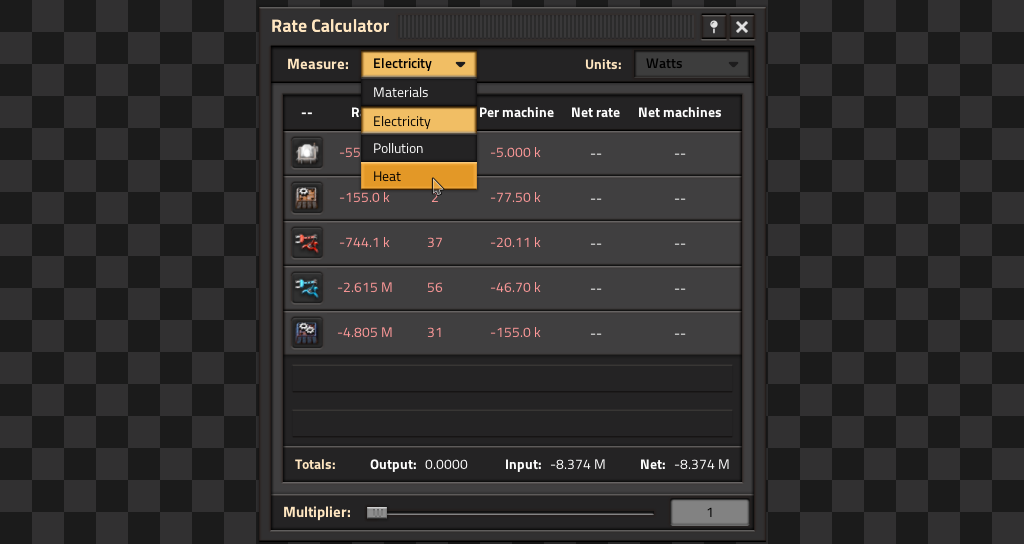 Rate Calculator
Measure: Electricity Units: Watts
Materials
Electricity
Pollution
Heat
-- Per machine Net rate Net machines
-55 -5.000 k -- --
-155.0 k 2 -77.50 k -- --
-744.1 k 37 -20.11 k -- --
-2.615 M 56 -46.70 k -- --
-4.805 M 31 -155.0 k -- --
Totals: Output: 0.0000 Input: -8.374 M Net: -8.374 M
Multiplier: 1